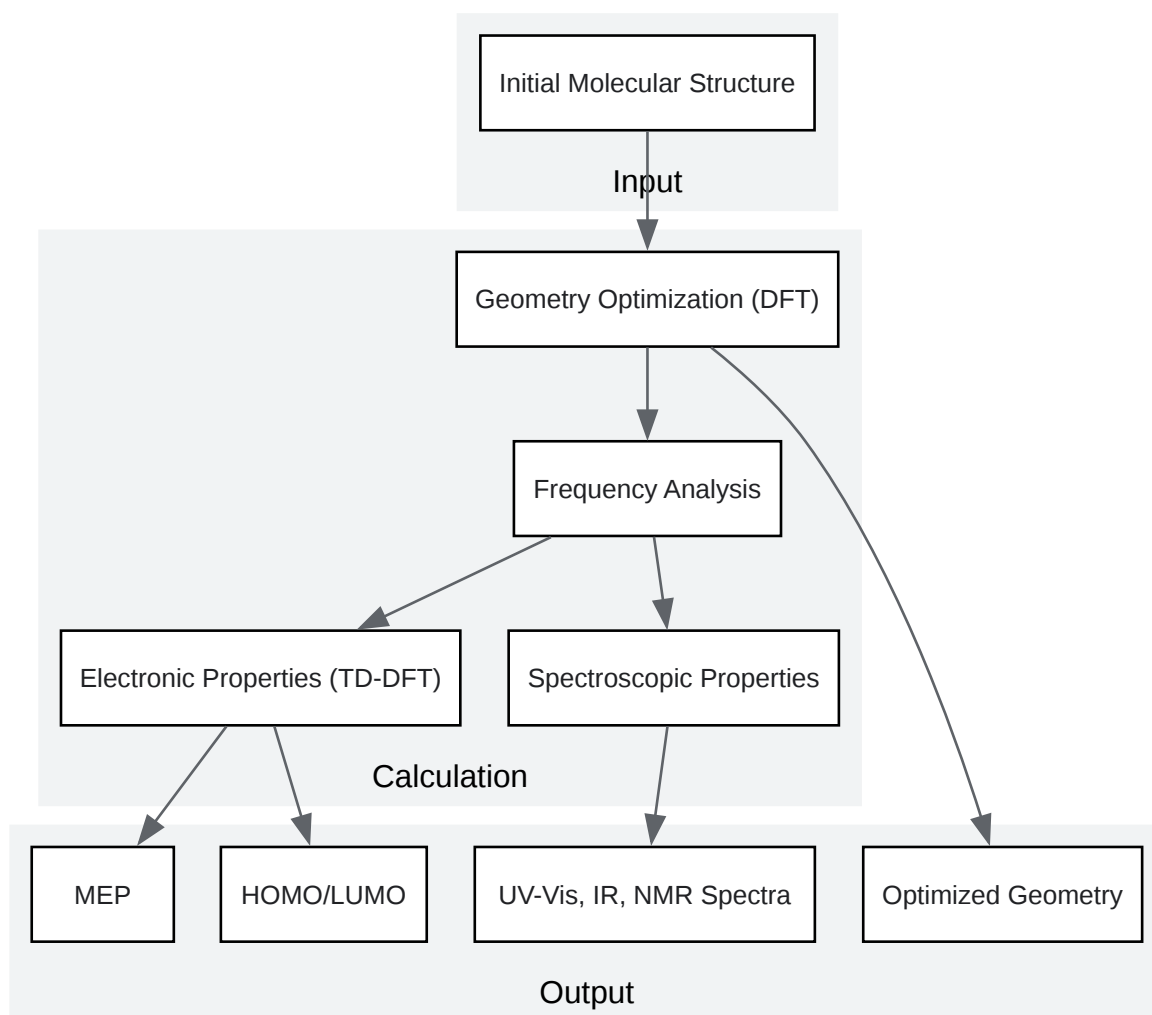 Initial Molecular Structure
Input
Geometry Optimization (DFT)
Frequency Analysis
Electronic Properties (TD-DFT)
Spectroscopic Properties
Calculation
MEP
HOMO/LUMO
UV-Vis, IR, NMR Spectra
Optimized Geometry
Output